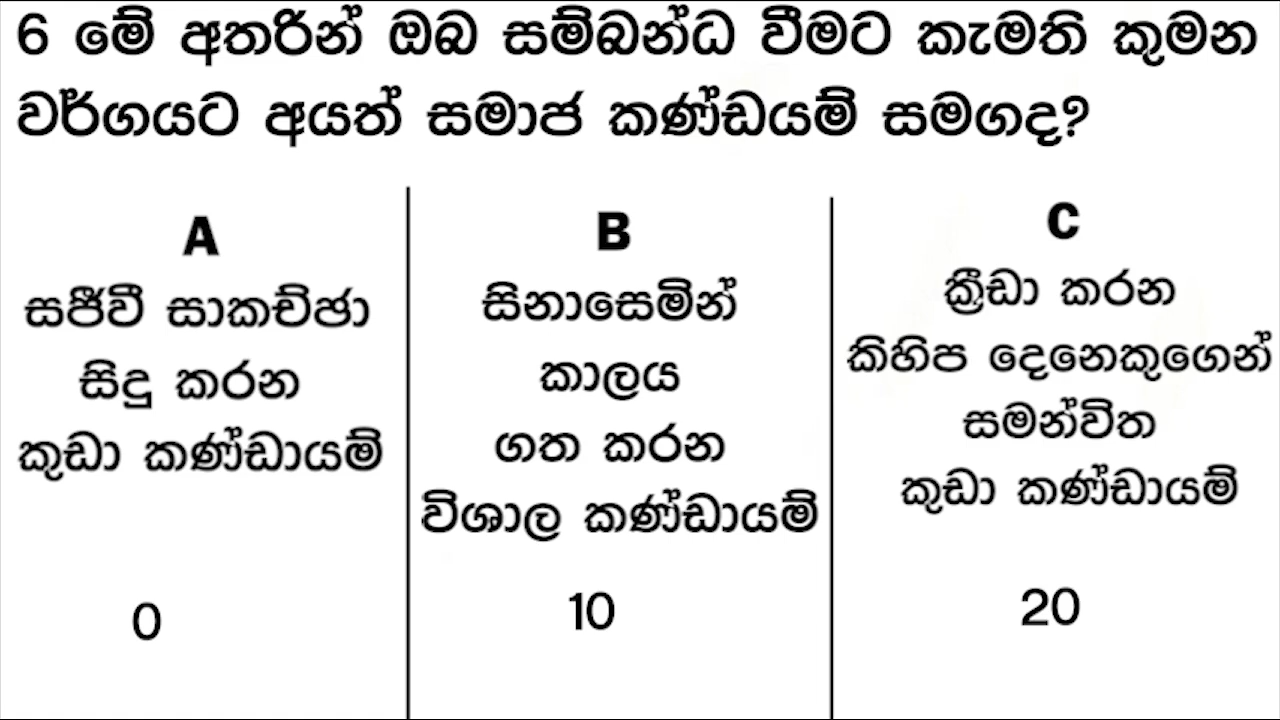 6 මේ අතරින් ඔබ සම්බන්ධ වීමට කැමති කුමන
වර්ගයට අයත් සමාජ කණ්ඩයම් සමගද?
A
සජීවී සාකච්ඡා
සිදු කරන
කුඩා කණ්ඩායම්
0
B
සිනාසෙමින්
කාලය
ගත කරන
විශාල කණ්ඩායම්
10
C
ක්‍රීඩා කරන
කිහිප දෙනෙකුගෙන්
සමන්විත
කුඩා කණ්ඩායම්
20